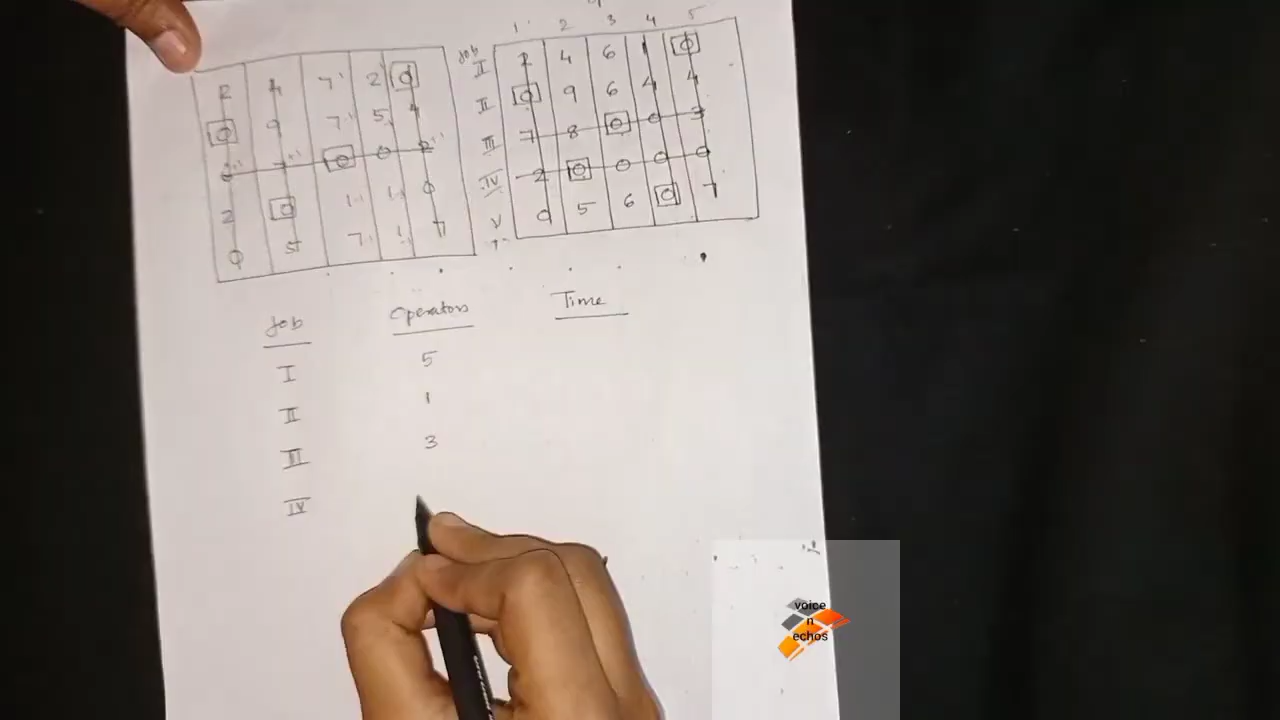 1 2 3 4 5
Job
2 4 7 2 0
0 9 7 5 4
0 7 0 0 2
2 0 1 1 0
0 5 7 1 7
I 2 4 6 1 0
II 0 9 6 4 4
III 7 8 0 0 3
IV 2 0 0 0 0
V 0 5 6 0 7
Job Operators Time
I 5
II 1
III 3
IV
voice
n
echos